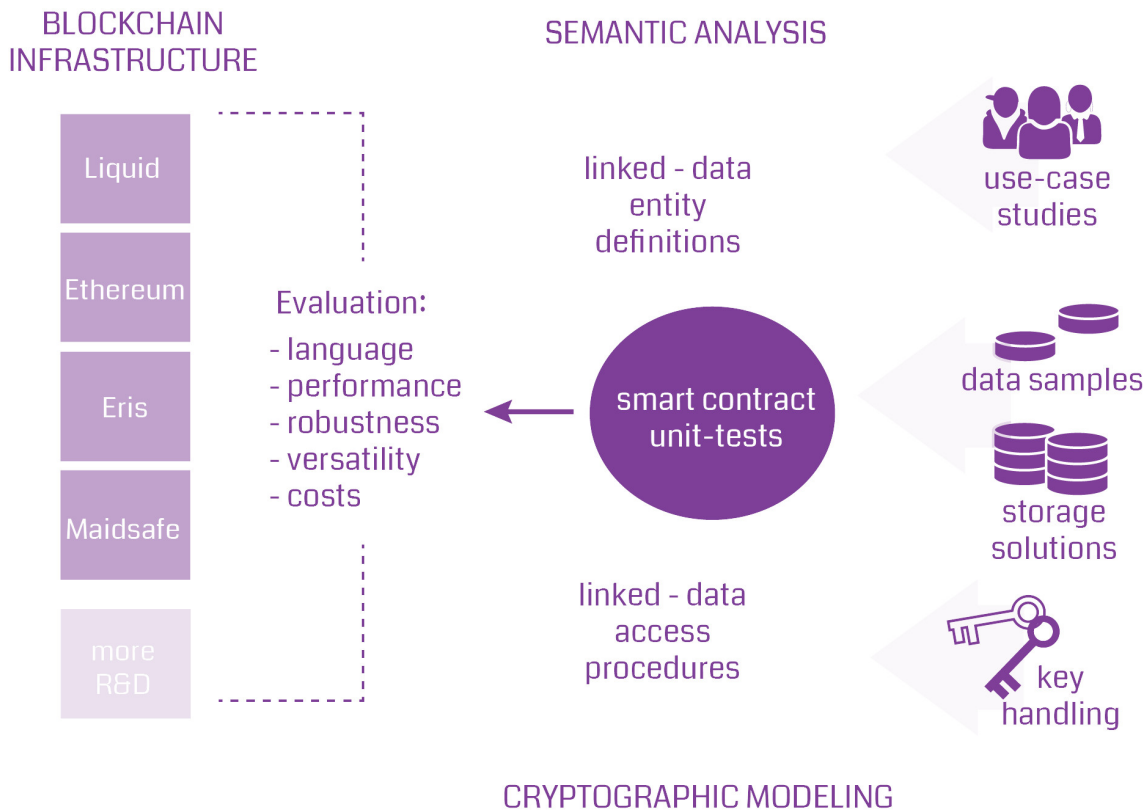 BLOCKCHAIN
INFRASTRUCTURE
Liquid
Ethereum
Eris
Maidsafe
more
R&D
Evaluation:
- language
- performance
- robustness
- versatility
- costs
SEMANTIC ANALYSIS
linked - data
entity
definitions
smart contract
unit-tests
linked - data
access
procedures
CRYPTOGRAPHIC MODELING
use-case
studies
data samples
storage
solutions
key
handling